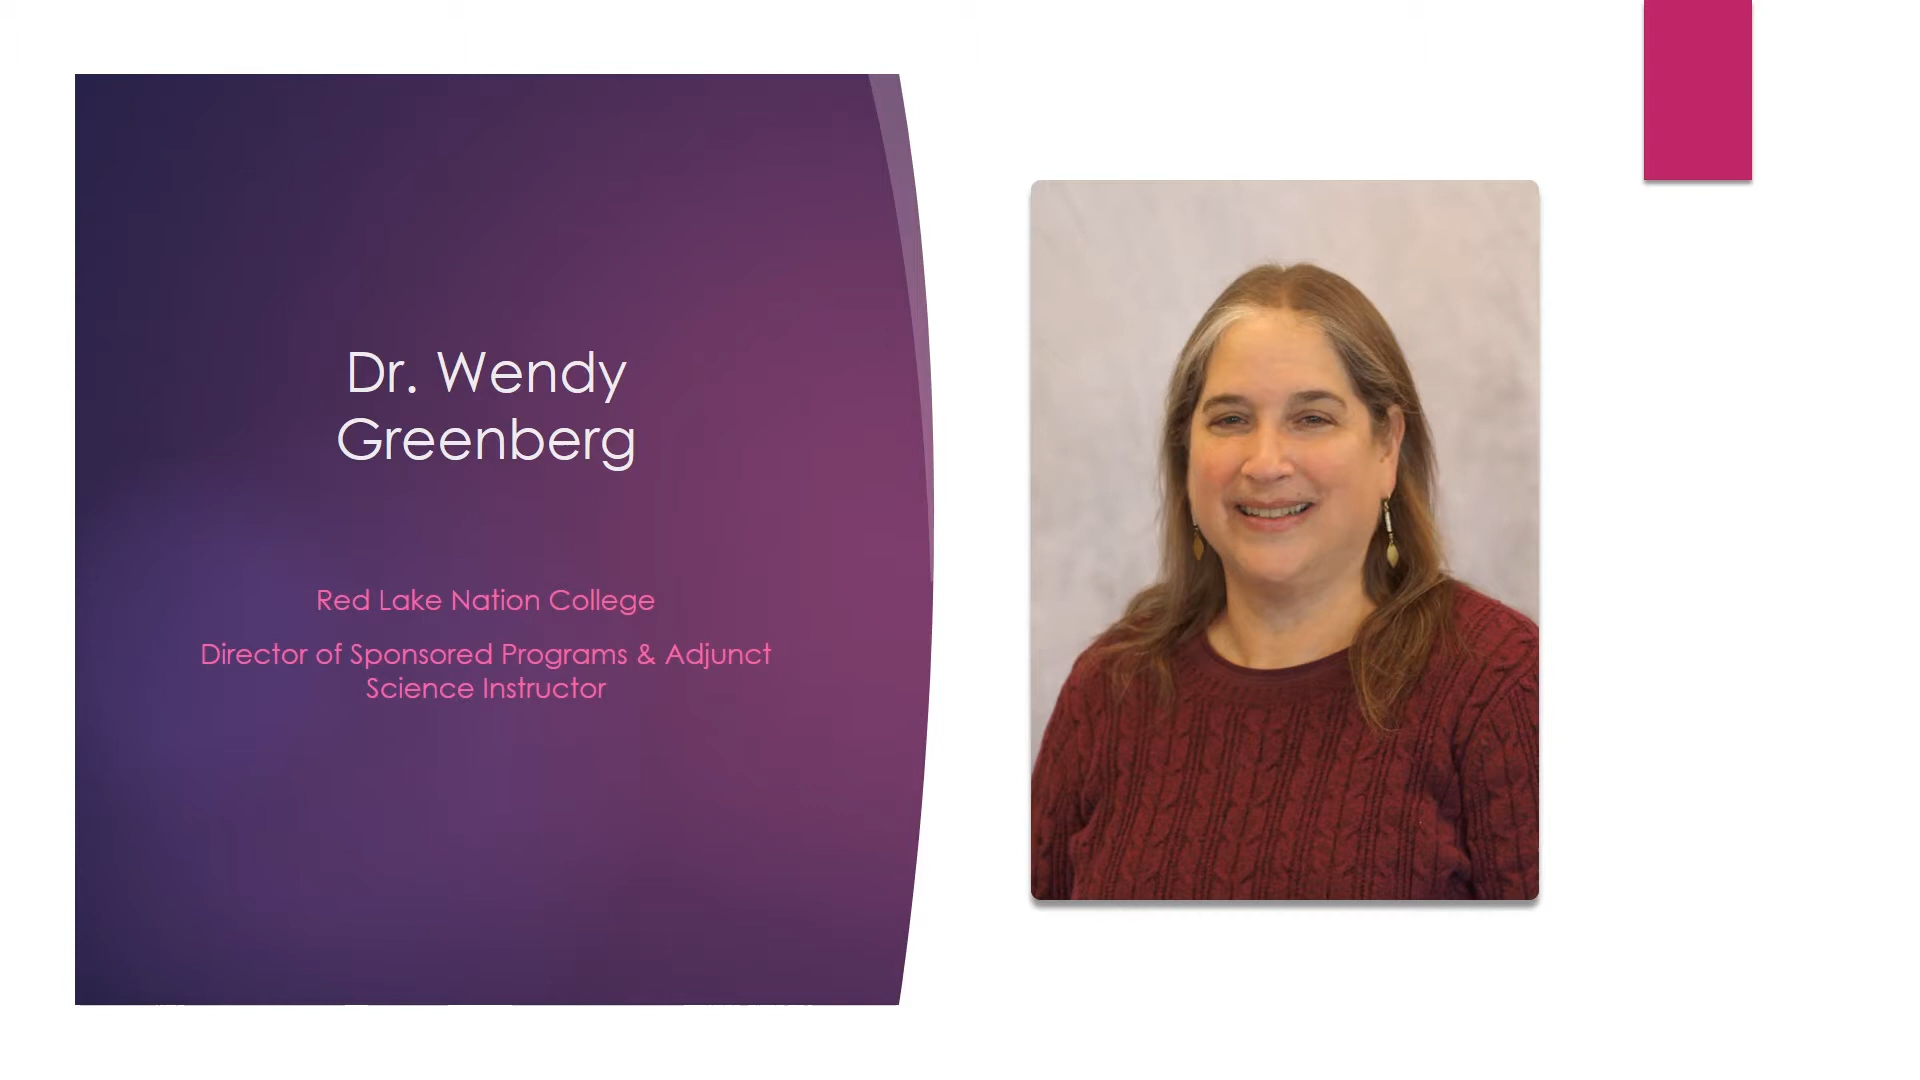 Dr. Wendy
Greenberg
Red Lake Nation College
Director of Sponsored Programs & Adjunct
Science Instructor